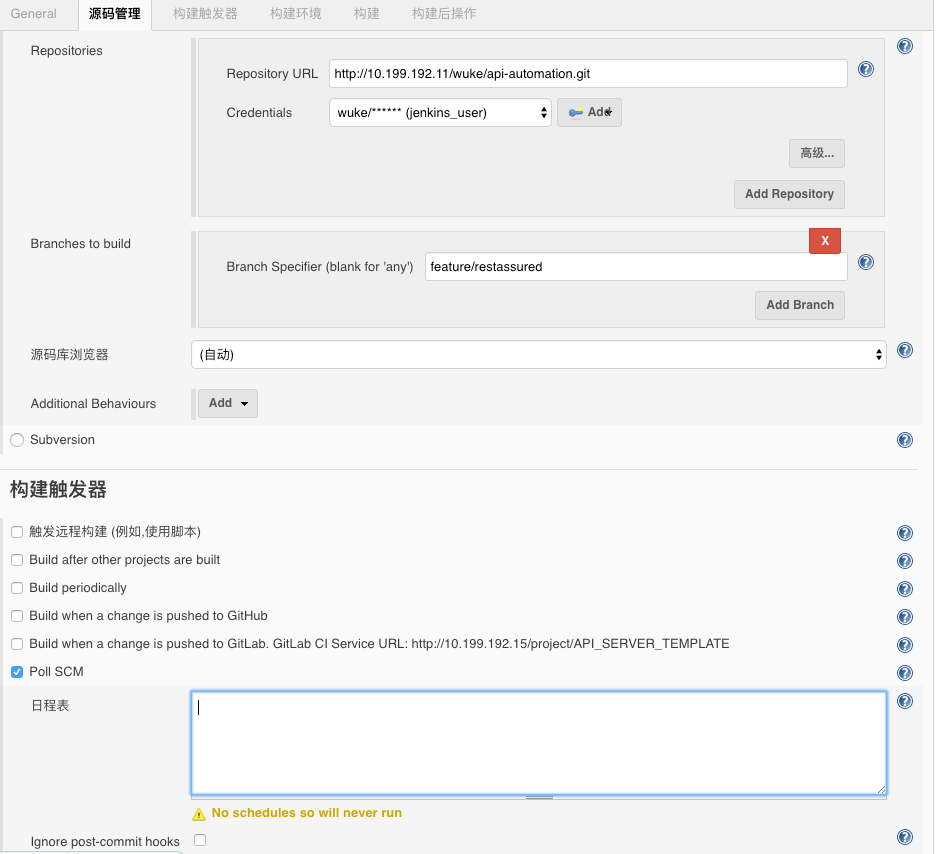 General 源码管理 构建触发器 构建环境 构建 构建后操作
Repositories
Repository URL http://10.199.192.11/wuke/api-automation.git
Credentials wuke/****** (jenkins_user) Add
高级...
Add Repository
Branches to build
X
Branch Specifier (blank for 'any') feature/restassured
Add Branch
源码库浏览器 (自动)
Additional Behaviours Add
Subversion
构建触发器
触发远程构建 (例如,使用脚本)
Build after other projects are built
Build periodically
Build when a change is pushed to GitHub
Build when a change is pushed to GitLab. GitLab CI Service URL: http://10.199.192.15/project/API_SERVER_TEMPLATE
Poll SCM
日程表
No schedules so will never run
Ignore post-commit hooks